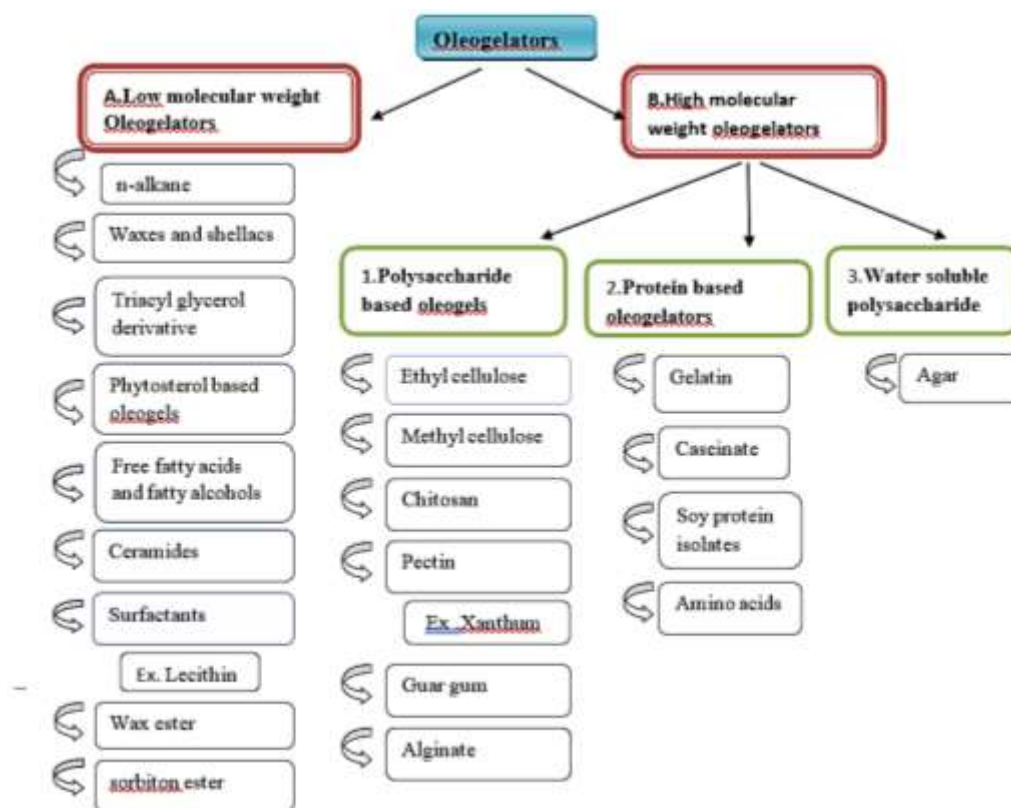 Oleogelators
A.Low molecular weight
Oleogelators
n-alkane
Waxes and shellacs
Triacyl glycerol
derivative
Phytosterol based
oleogels
Free fatty acids
and fatty alcohols
Ceramides
Surfactants
Ex. Lecithin
Wax ester
sorbiton ester
B.High molecular
weight oleogelators
1.Polysaccharide
based oleogels
Ethyl cellulose
Methyl cellulose
Chitosan
Pectin
Ex .Xanthum
Guar gum
Alginate
2.Protein based
oleogelators
Gelatin
Caseinate
Soy protein
isolates
Amino acids
3.Water soluble
polysaccharide
Agar